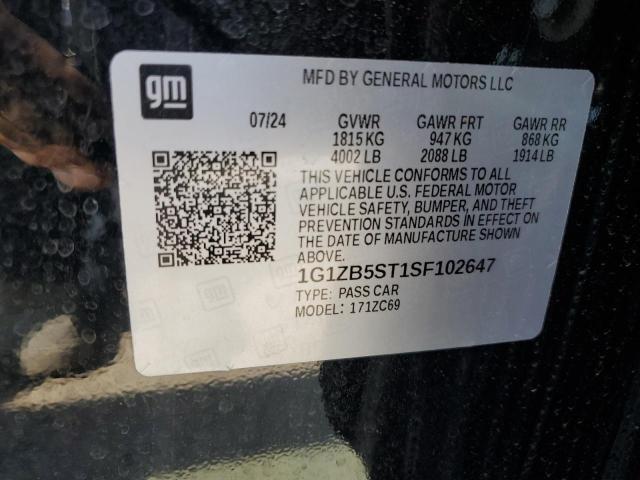 gm
MFD BY GENERAL MOTORS LLC
07/24 GVWR GAWR FRT GAWR RR
1815 KG 947 KG 868 KG
4002 LB 2088 LB 1914 LB
THIS VEHICLE CONFORMS TO ALL
APPLICABLE U.S. FEDERAL MOTOR
VEHICLE SAFETY, BUMPER, AND THEFT
PREVENTION STANDARDS IN EFFECT ON
THE DATE OF MANUFACTURE SHOWN
ABOVE.
1G1ZB5ST1SF102647
TYPE: PASS CAR
MODEL: 171ZC69